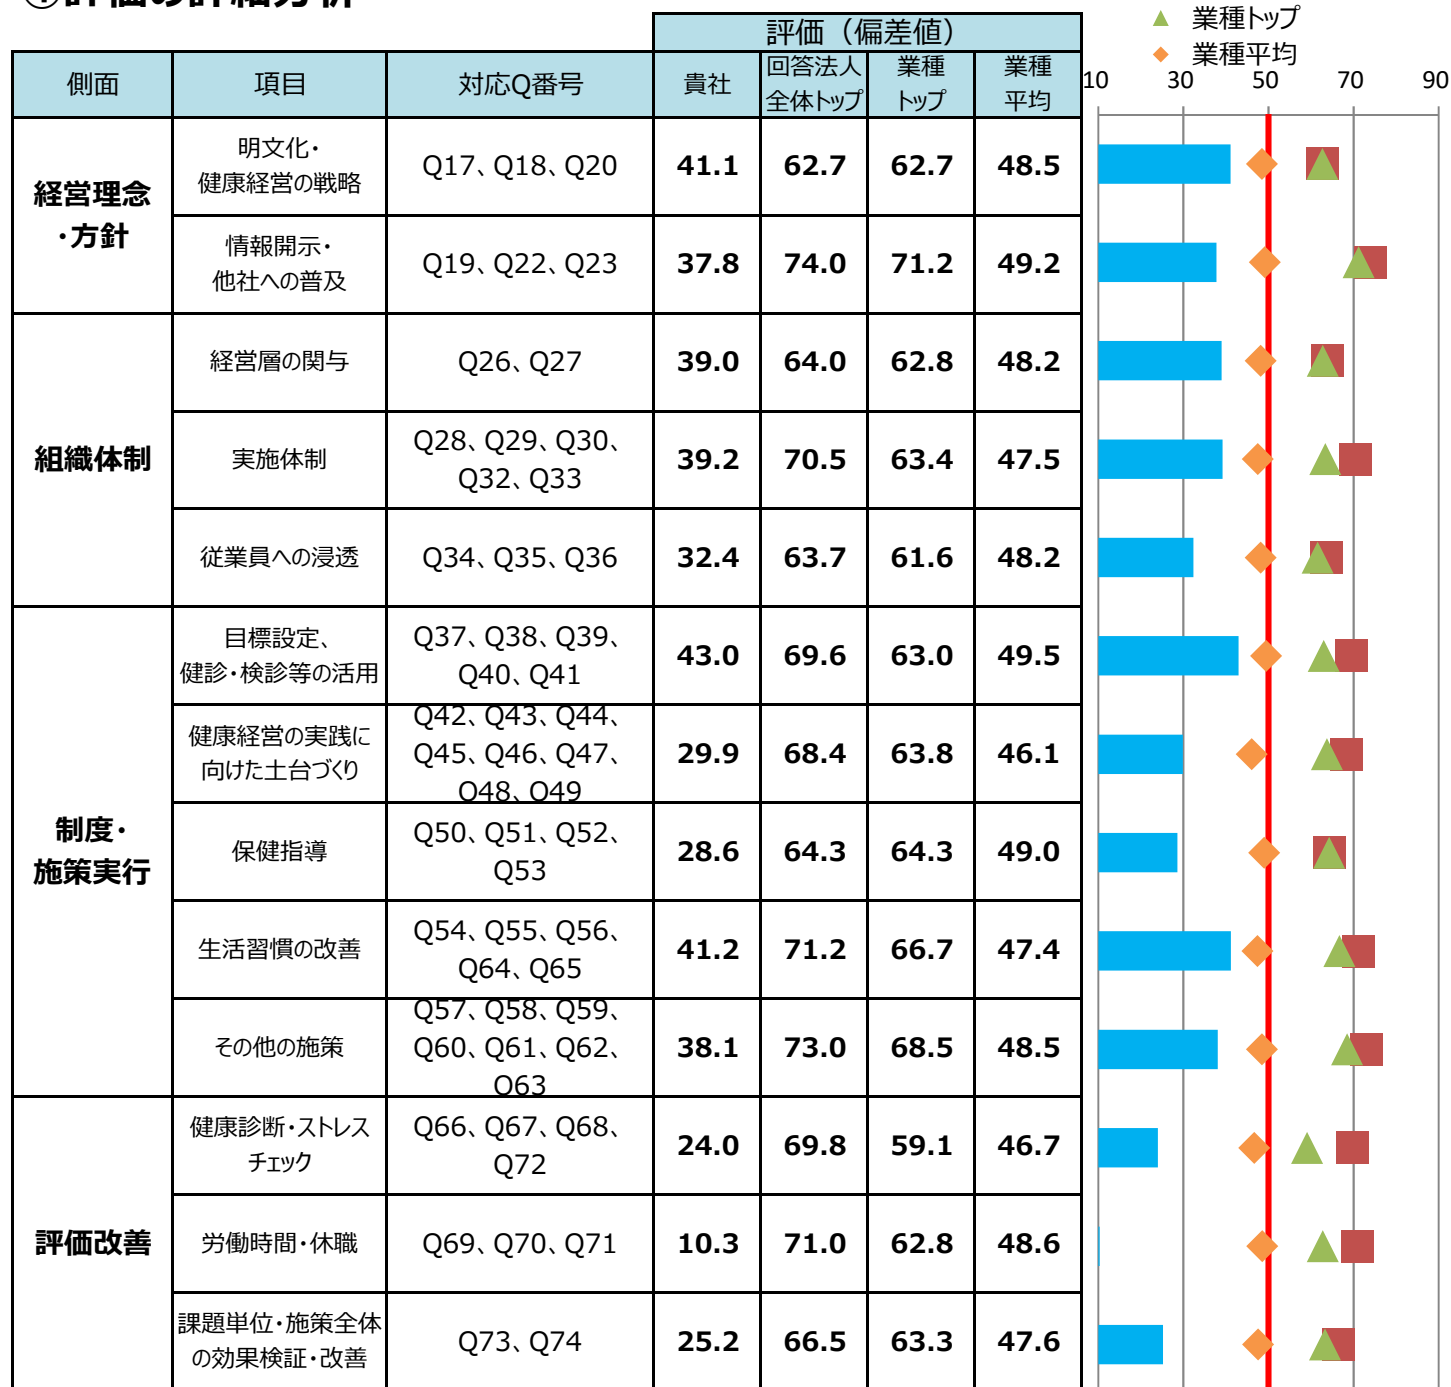 ①評価の詳細分析
▲ 業種トップ
◆ 業種平均
評価（偏差値）
側面 項目 対応Q番号 貴社 回答法人全体トップ 業種トップ 業種平均
10 30 50 70 90
経営理念・方針
明文化・健康経営の戦略 Q17、Q18、Q20 41.1 62.7 62.7 48.5
情報開示・他社への普及 Q19、Q22、Q23 37.8 74.0 71.2 49.2
組織体制
経営層の関与 Q26、Q27 39.0 64.0 62.8 48.2
実施体制 Q28、Q29、Q30、Q32、Q33 39.2 70.5 63.4 47.5
従業員への浸透 Q34、Q35、Q36 32.4 63.7 61.6 48.2
制度・施策実行
目標設定、健診・検診等の活用 Q37、Q38、Q39、Q40、Q41 43.0 69.6 63.0 49.5
健康経営の実践に向けた土台づくり Q42、Q43、Q44、Q45、Q46、Q47、Q48、Q49 29.9 68.4 63.8 46.1
保健指導 Q50、Q51、Q52、Q53 28.6 64.3 64.3 49.0
生活習慣の改善 Q54、Q55、Q56、Q64、Q65 41.2 71.2 66.7 47.4
その他の施策 Q57、Q58、Q59、Q60、Q61、Q62、Q63 38.1 73.0 68.5 48.5
評価改善
健康診断・ストレスチェック Q66、Q67、Q68、Q72 24.0 69.8 59.1 46.7
労働時間・休職 Q69、Q70、Q71 10.3 71.0 62.8 48.6
課題単位・施策全体の効果検証・改善 Q73、Q74 25.2 66.5 63.3 47.6